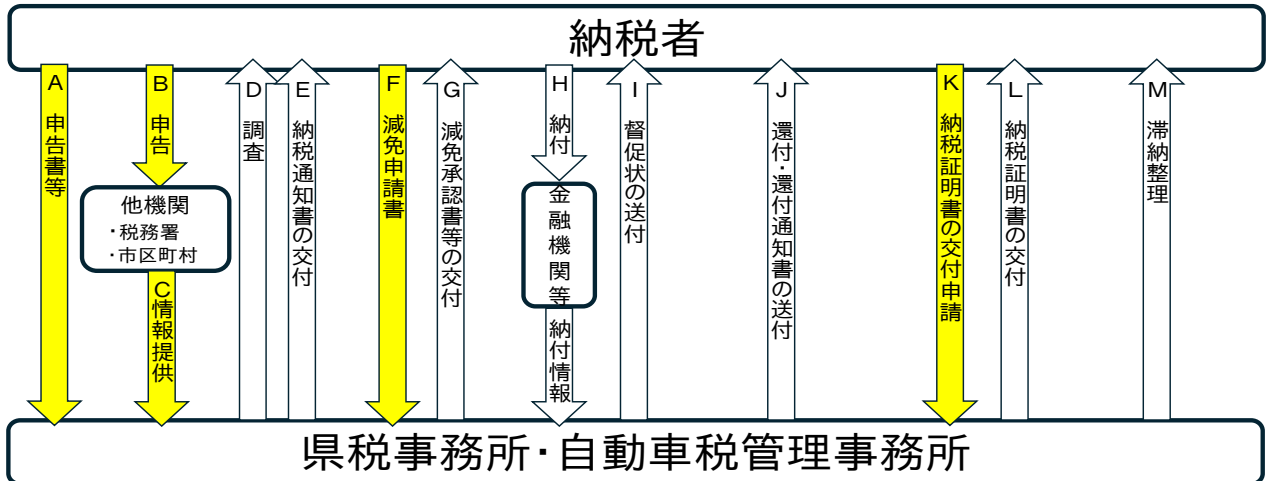 納税者
A 申告書等
B 申告
他機関
・税務署
・市区町村
C情報提供
D 調査
E 納税通知書の交付
F 減免申請書
G 減免承認書等の交付
H 納付
金融機関等
納付情報
I 督促状の送付
J 還付・還付通知書の送付
K 納税証明書の交付申請
L 納税証明書の交付
M 滞納整理
県税事務所・自動車税管理事務所